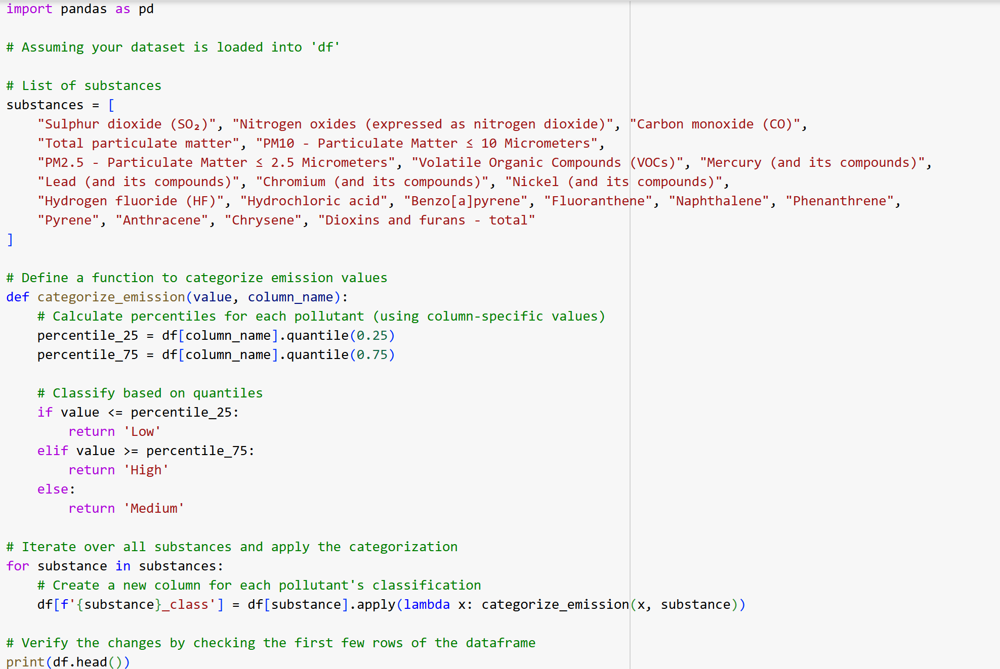 import pandas as pd
# Assuming your dataset is loaded into 'df'
# List of substances
substances = [
    "Sulphur dioxide (SO₂)", "Nitrogen oxides (expressed as nitrogen dioxide)", "Carbon monoxide (CO)",
    "Total particulate matter", "PM10 - Particulate Matter ≤ 10 Micrometers",
    "PM2.5 - Particulate Matter ≤ 2.5 Micrometers", "Volatile Organic Compounds (VOCs)", "Mercury (and its compounds)",
    "Lead (and its compounds)", "Chromium (and its compounds)", "Nickel (and its compounds)",
    "Hydrogen fluoride (HF)", "Hydrochloric acid", "Benzo[a]pyrene", "Fluoranthene", "Naphthalene", "Phenanthrene",
    "Pyrene", "Anthracene", "Chrysene", "Dioxins and furans - total"
]
# Define a function to categorize emission values
def categorize_emission(value, column_name):
    # Calculate percentiles for each pollutant (using column-specific values)
    percentile_25 = df[column_name].quantile(0.25)
    percentile_75 = df[column_name].quantile(0.75)
    # Classify based on quantiles
    if value <= percentile_25:
        return 'Low'
    elif value >= percentile_75:
        return 'High'
    else:
        return 'Medium'
# Iterate over all substances and apply the categorization
for substance in substances:
    # Create a new column for each pollutant's classification
    df[f'{substance}_class'] = df[substance].apply(lambda x: categorize_emission(x, substance))
# Verify the changes by checking the first few rows of the dataframe
print(df.head())